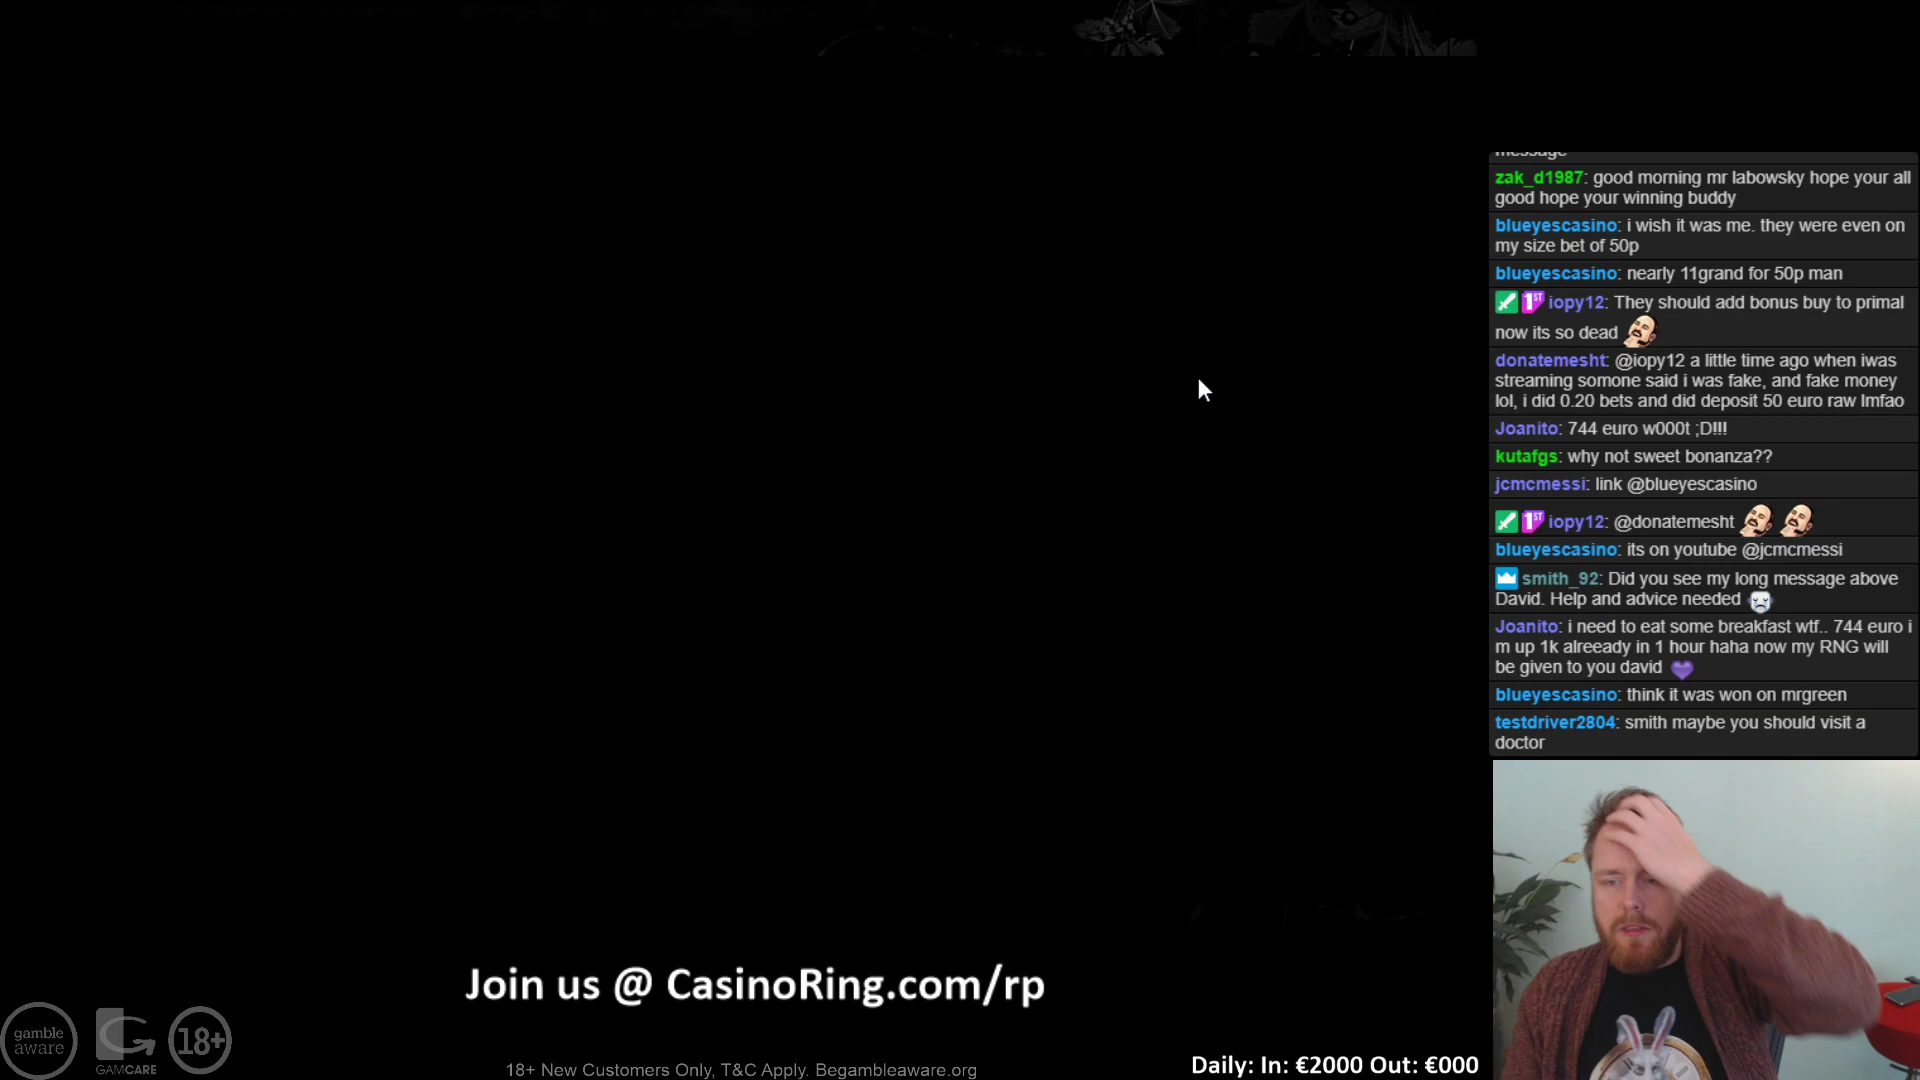 message
zak_d1987: good morning mr labowsky hope your all
good hope your winning buddy
blueyescasino: i wish it was me. they were even on
my size bet of 50p
blueyescasino: nearly 11grand for 50p man
1ST iopy12: They should add bonus buy to primal
now its so dead
donatemesht: @iopy12 a little time ago when iwas
streaming somone said i was fake, and fake money
lol, i did 0.20 bets and did deposit 50 euro raw lmfao
Joanito: 744 euro w000t ;D!!!
kutafgs: why not sweet bonanza??
jcmcmessi: link @blueyescasino
1ST iopy12: @donatemesht
blueyescasino: its on youtube @jcmcmessi
smith_92: Did you see my long message above
David. Help and advice needed
Joanito: i need to eat some breakfast wtf.. 744 euro i
m up 1k alreeady in 1 hour haha now my RNG will
be given to you david
blueyescasino: think it was won on mrgreen
testdriver2804: smith maybe you should visit a
doctor
Join us @ CasinoRing.com/rp
gamble
aware
GAMCARE
18+
18+ New Customers Only, T&C Apply. Begambleaware.org
Daily: In: €2000 Out: €000